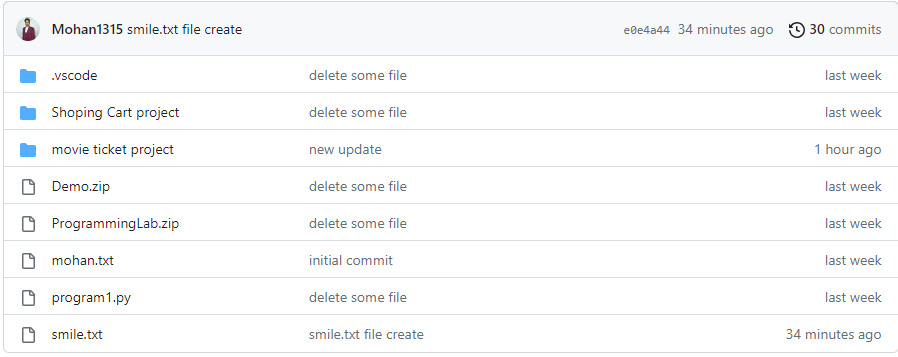 Mohan1315 smile.txt file create e0e4a44 34 minutes ago 30 commits
.vscode delete some file last week
Shoping Cart project delete some file last week
movie ticket project new update 1 hour ago
Demo.zip delete some file last week
ProgrammingLab.zip delete some file last week
mohan.txt initial commit last week
program1.py delete some file last week
smile.txt smile.txt file create 34 minutes ago